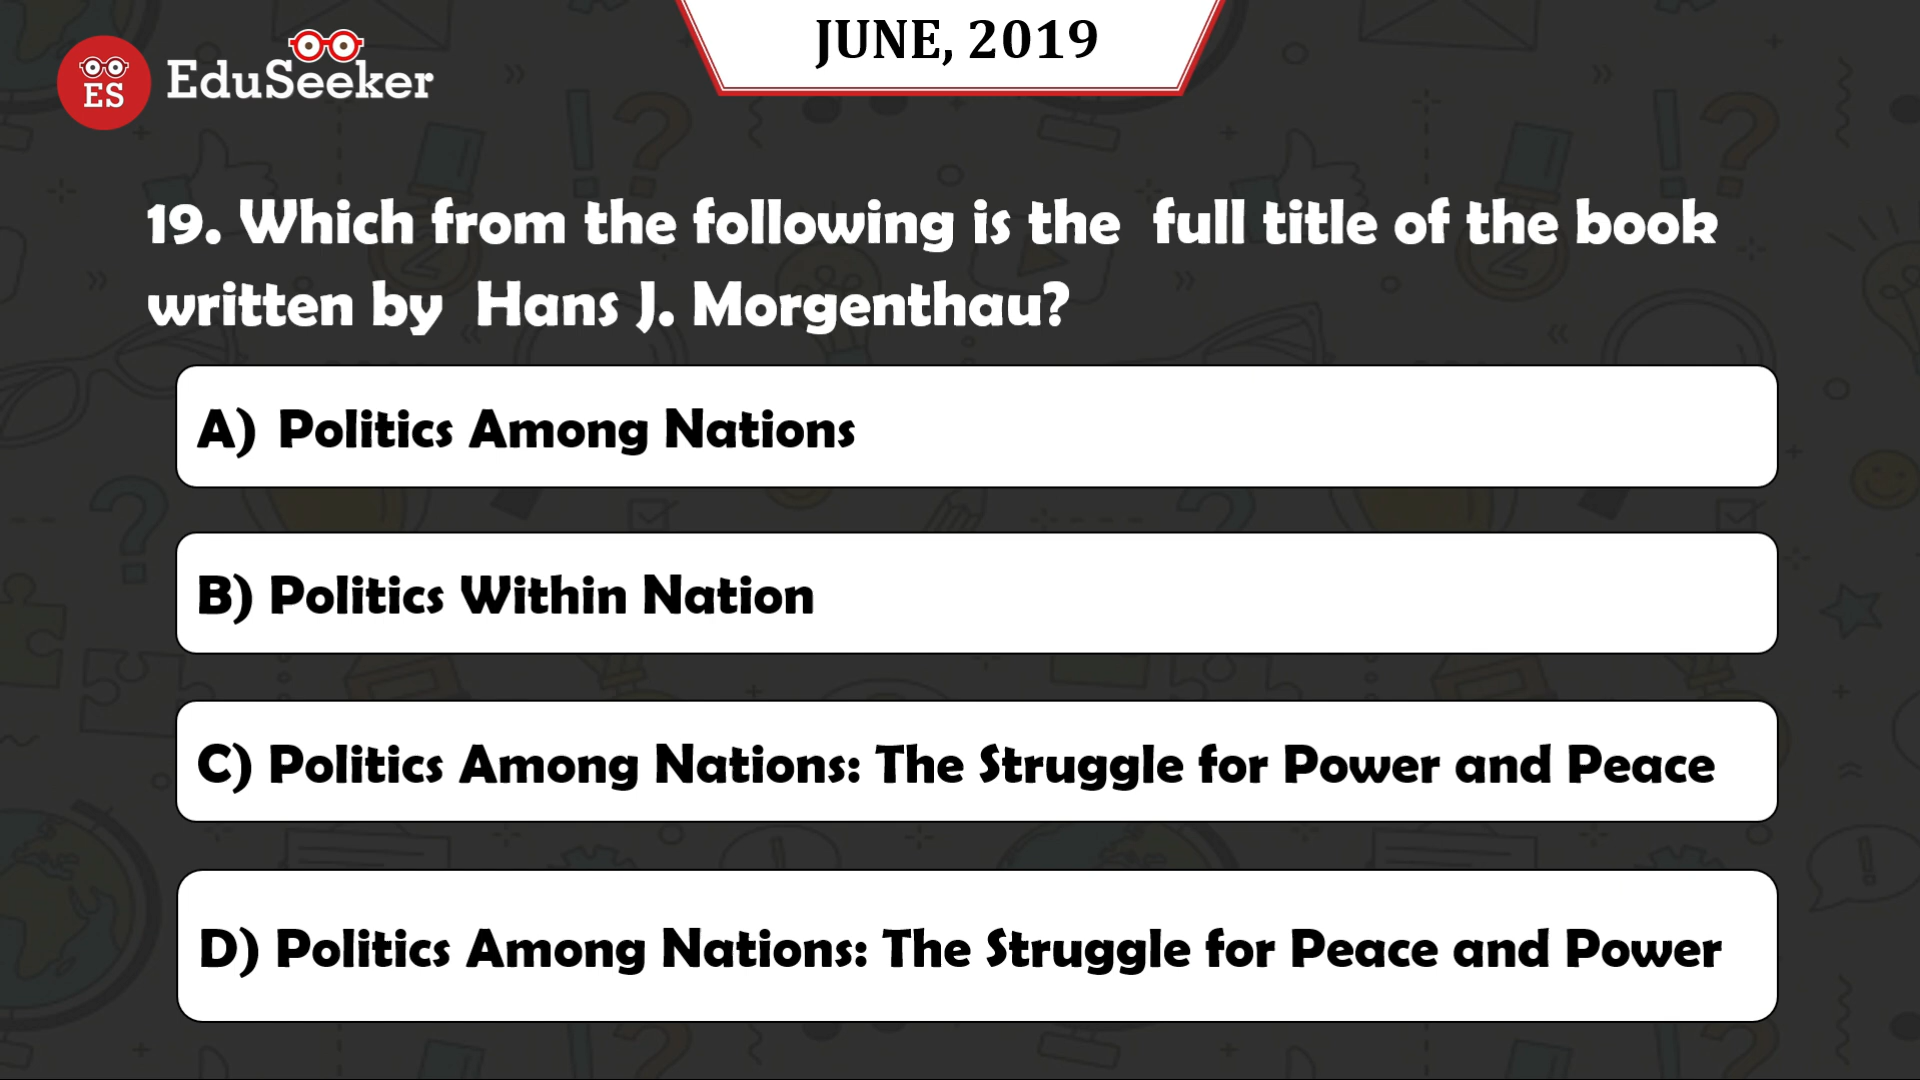 JUNE, 2019
ES
EduSeeker
19. Which from the following is the full title of the book
written by Hans J. Morgenthau?
A) Politics Among Nations
B) Politics Within Nation
C) Politics Among Nations: The Struggle for Power and Peace
D) Politics Among Nations: The Struggle for Peace and Power